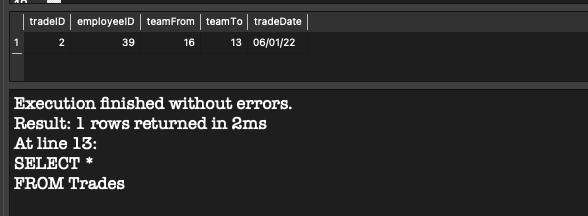 tradeID employeeID teamFrom teamTo tradeDate
1 2 39 16 13 06/01/22
Execution finished without errors.
Result: 1 rows returned in 2ms
At line 13:
SELECT *
FROM Trades